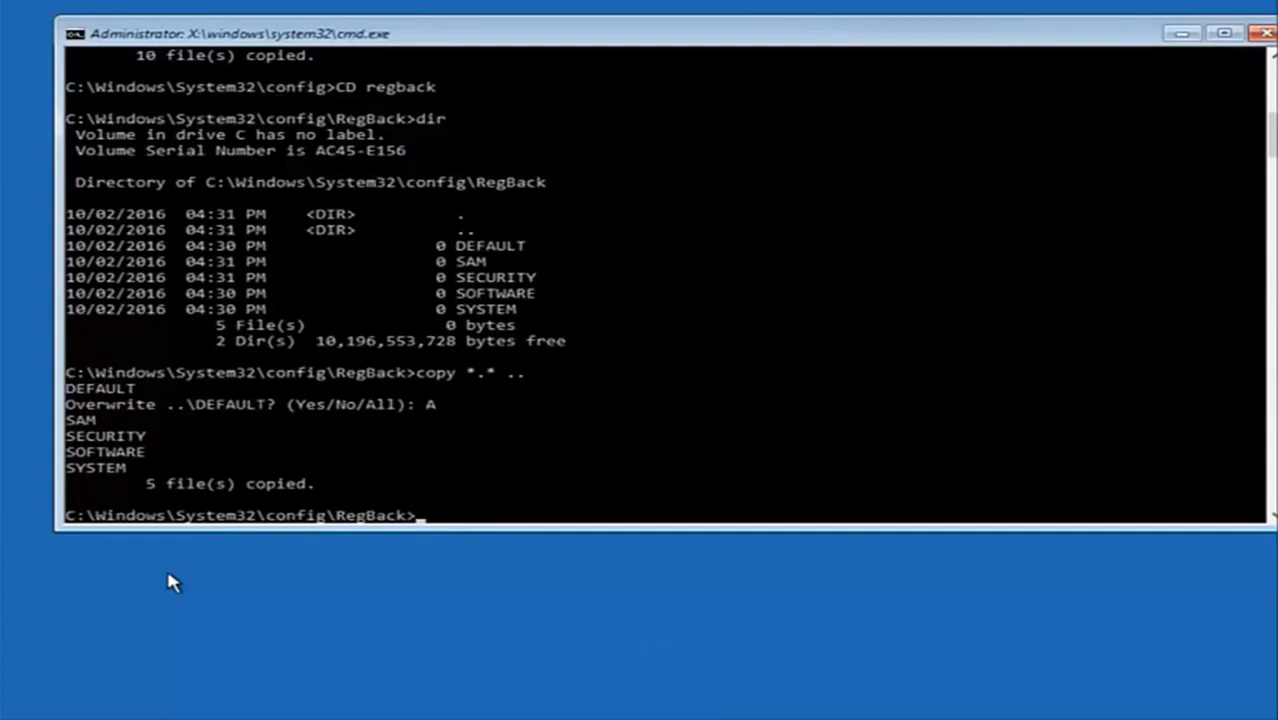 Administrator: X:\windows\system32\cmd.exe
10 file(s) copied.
C:\Windows\System32\config>CD regback
C:\Windows\System32\config\RegBack>dir
Volume in drive C has no label.
Volume Serial Number is AC45-E156
Directory of C:\Windows\System32\config\RegBack
10/02/2016 04:31 PM <DIR> .
10/02/2016 04:31 PM <DIR> ..
10/02/2016 04:30 PM 0 DEFAULT
10/02/2016 04:31 PM 0 SAM
10/02/2016 04:31 PM 0 SECURITY
10/02/2016 04:30 PM 0 SOFTWARE
10/02/2016 04:30 PM 0 SYSTEM
5 File(s) 0 bytes
2 Dir(s) 10,196,553,728 bytes free
C:\Windows\System32\config\RegBack>copy *.* ..
DEFAULT
Overwrite ..\DEFAULT? (Yes/No/All): A
SAM
SECURITY
SOFTWARE
SYSTEM
5 file(s) copied.
C:\Windows\System32\config\RegBack>_